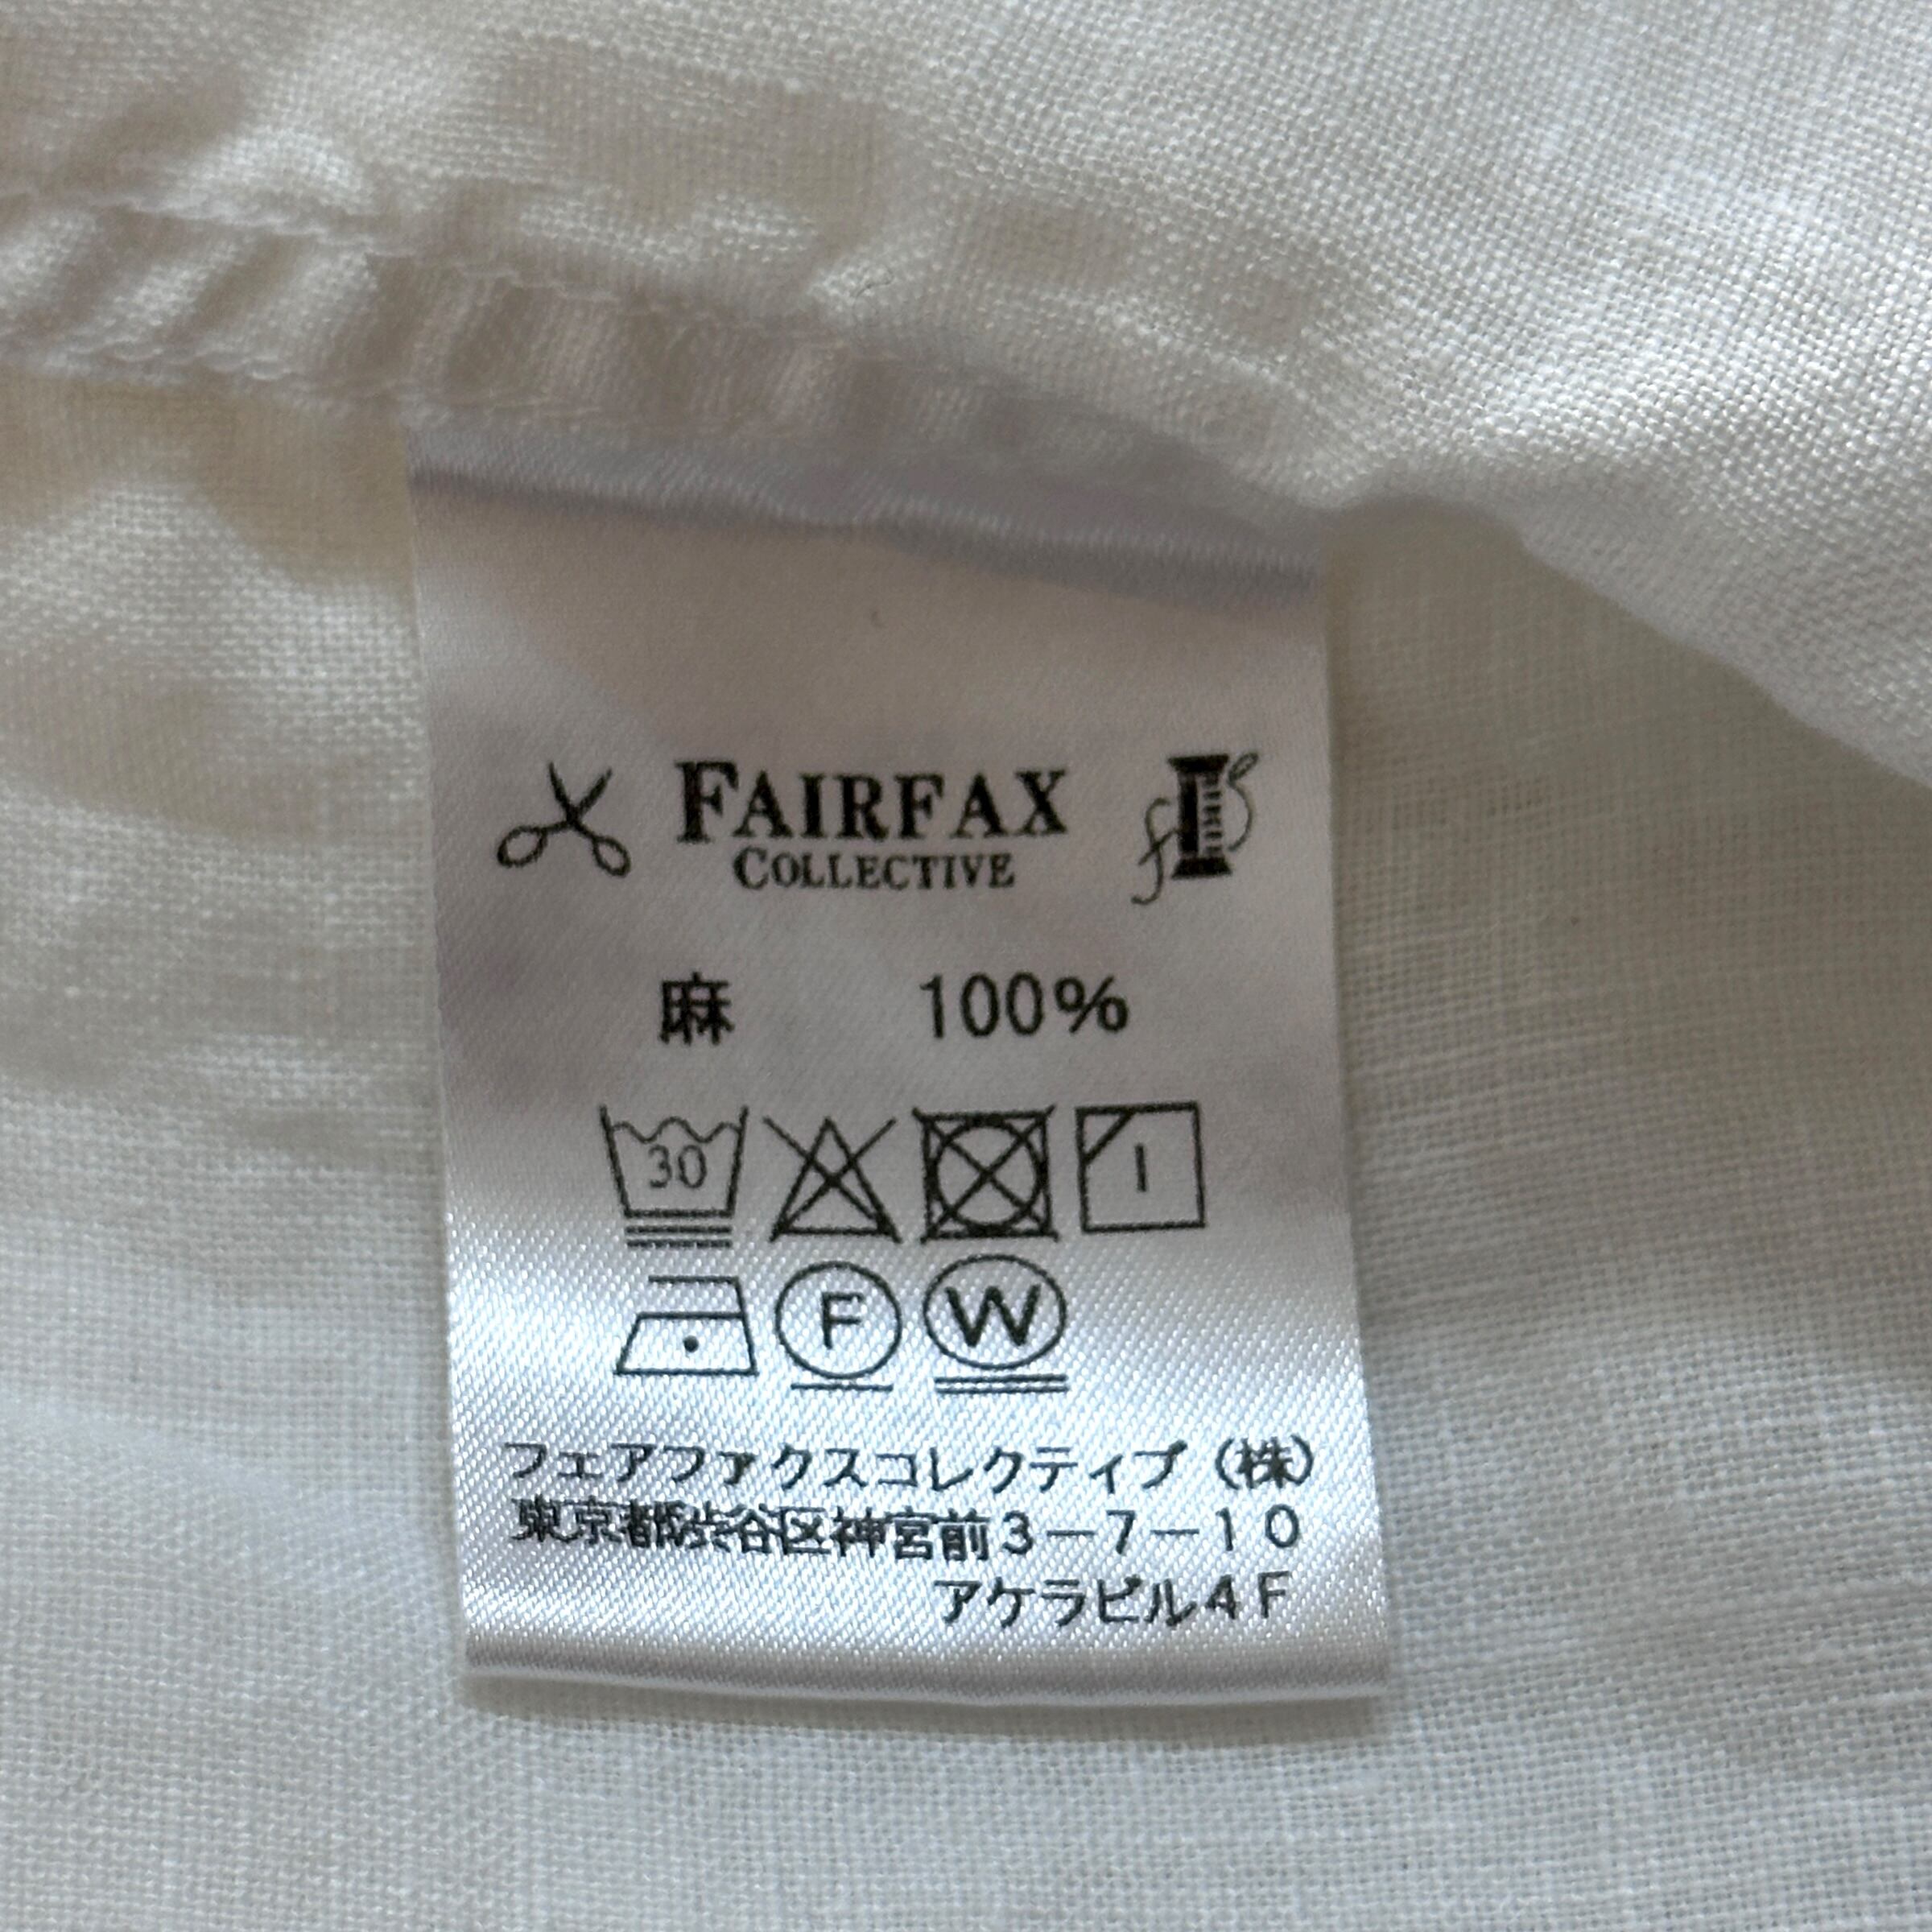 FAIRFAX
COLLECTIVE
麻 100%
30
I
F W
フェアファクスコレクティブ(株)
東京都渋谷区神宮前3-7-10
アケラビル4F